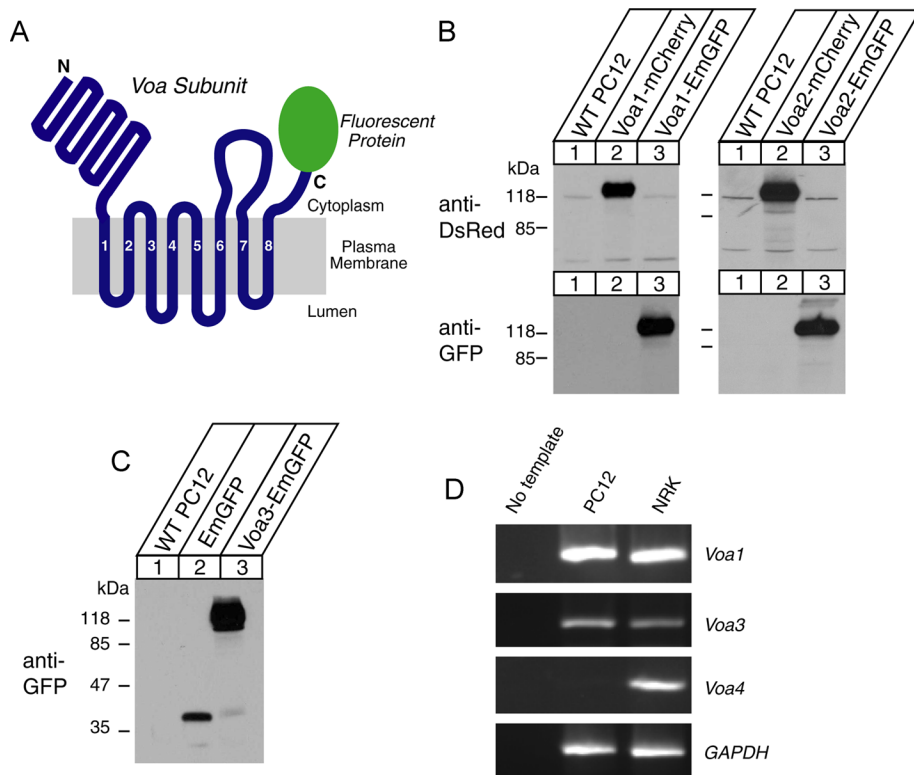 A
N
Voa Subunit
Fluorescent
Protein
C
Cytoplasm
1 2 3 4 5 6 7 8
Plasma
Membrane
Lumen
B
WT PC12
Voa1-mCherry
Voa1-EmGFP
WT PC12
Voa2-mCherry
Voa2-EmGFP
1 2 3
1 2 3
kDa
118
85
anti-
DsRed
1 2 3
1 2 3
anti-
GFP
118
85
C
WT PC12
EmGFP
Voa3-EmGFP
1 2 3
kDa
118
85
47
35
anti-
GFP
D
No template
PC12
NRK
Voa1
Voa3
Voa4
GAPDH